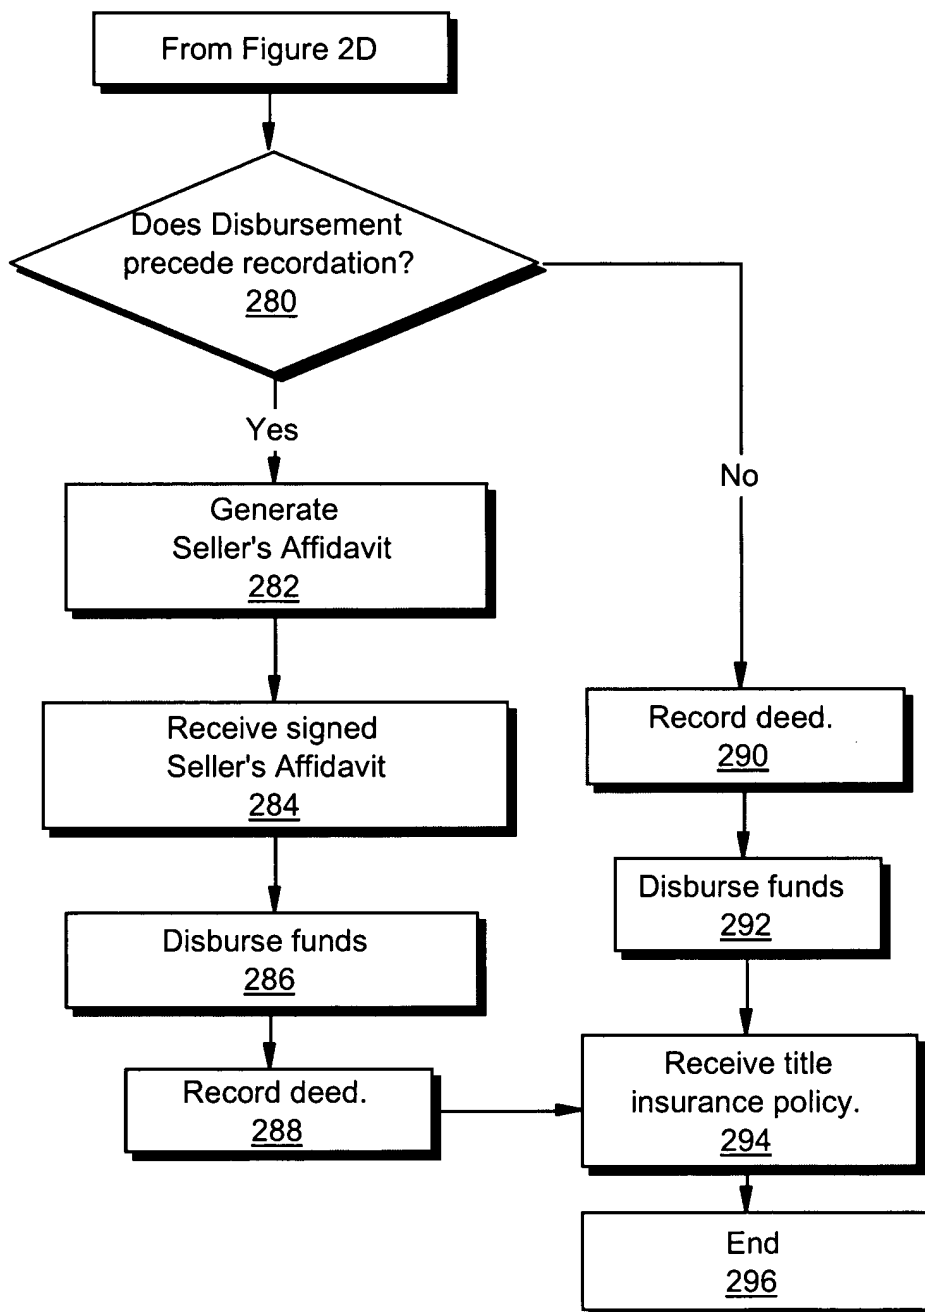 From Figure 2D
Does Disbursement
precede recordation?
280
Yes
No
Generate
Seller's Affidavit
282
Receive signed
Seller's Affidavit
284
Disburse funds
286
Record deed.
288
Record deed.
290
Disburse funds
292
Receive title
insurance policy.
294
End
296